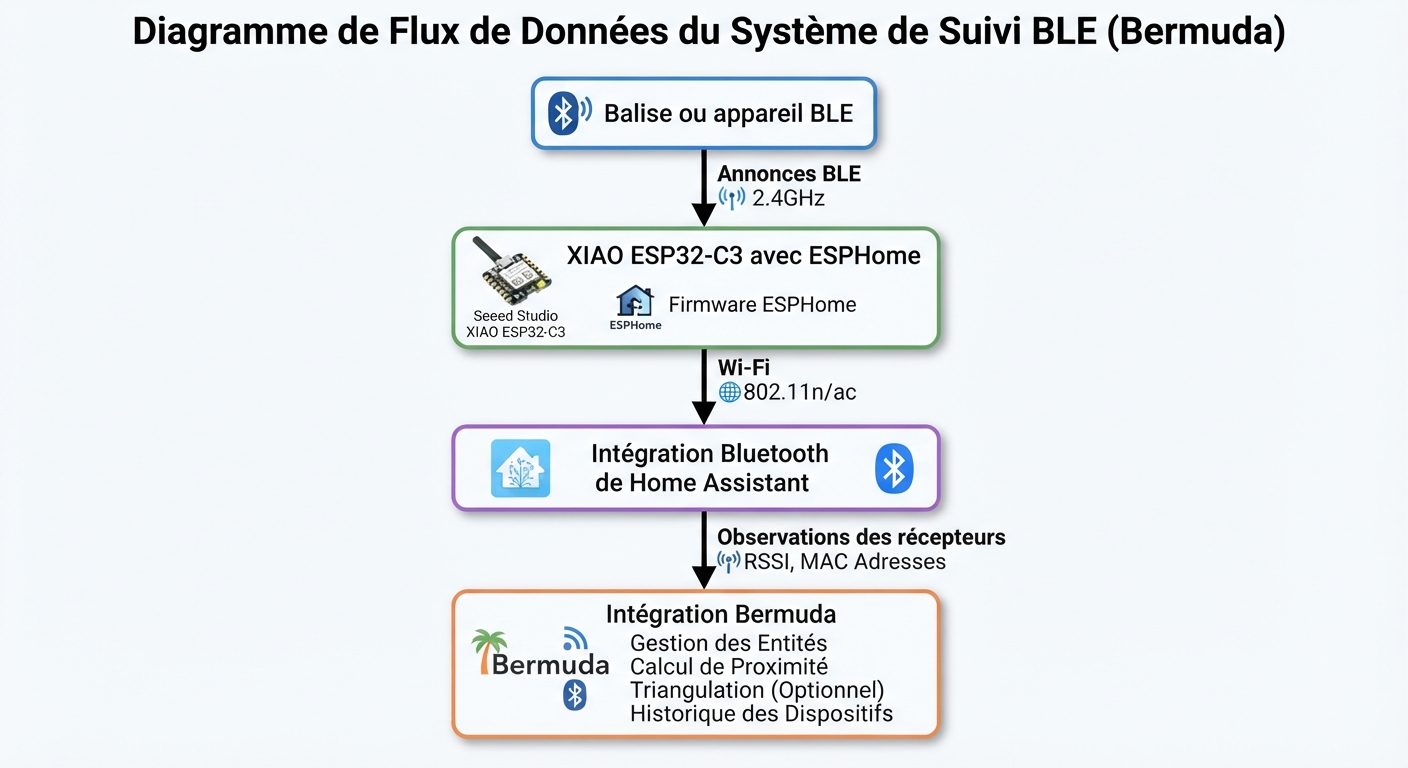 Diagramme de Flux de Données du Système de Suivi BLE (Bermuda)
Balise ou appareil BLE
Annonces BLE
2.4GHz
XIAO ESP32-C3 avec ESPHome
Seeed Studio
XIAO ESP32-C3
ESPHome
Firmware ESPHome
Wi-Fi
802.11n/ac
Intégration Bluetooth
de Home Assistant
Observations des récepteurs
RSSI, MAC Adresses
Intégration Bermuda
Bermuda
Gestion des Entités
Calcul de Proximité
Triangulation (Optionnel)
Historique des Dispositifs